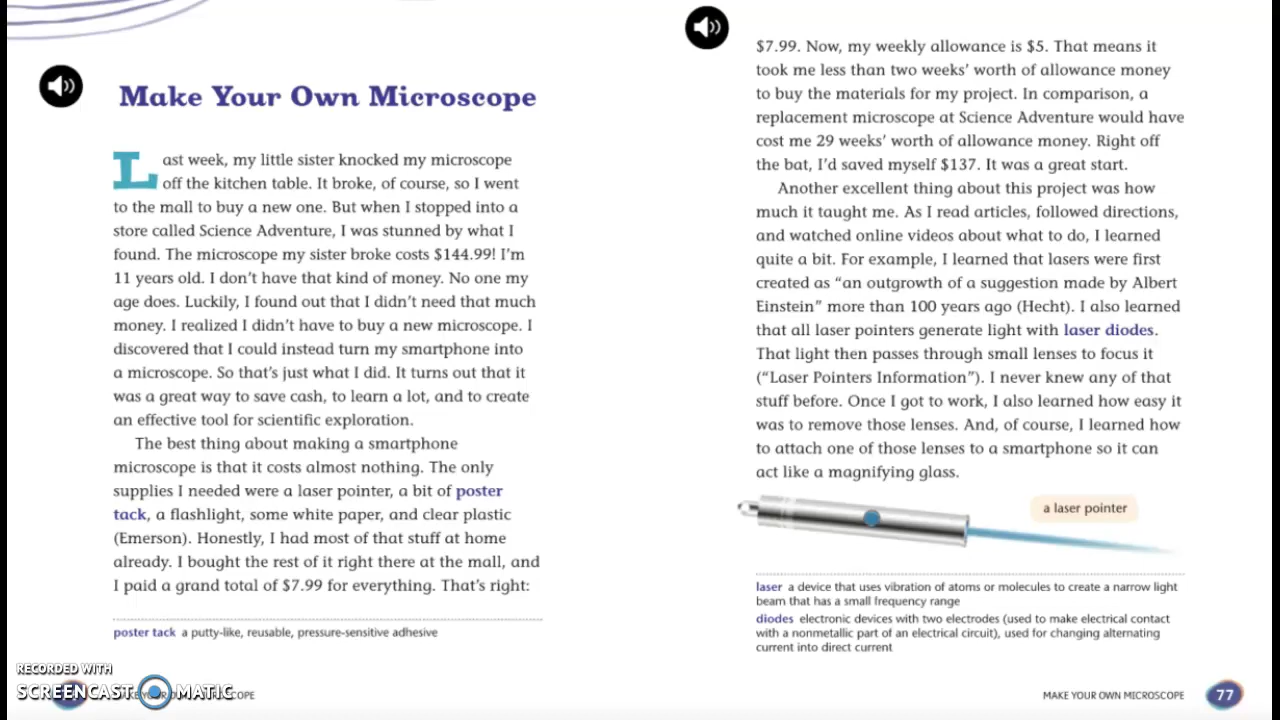 Make Your Own Microscope
Last week, my little sister knocked my microscope
off the kitchen table. It broke, of course, so I went
to the mall to buy a new one. But when I stopped into a
store called Science Adventure, I was stunned by what I
found. The microscope my sister broke costs $144.99! I’m
11 years old. I don’t have that kind of money. No one my
age does. Luckily, I found out that I didn’t need that much
money. I realized I didn’t have to buy a new microscope. I
discovered that I could instead turn my smartphone into
a microscope. So that’s just what I did. It turns out that it
was a great way to save cash, to learn a lot, and to create
an effective tool for scientific exploration.
The best thing about making a smartphone
microscope is that it costs almost nothing. The only
supplies I needed were a laser pointer, a bit of poster
tack, a flashlight, some white paper, and clear plastic
(Emerson). Honestly, I had most of that stuff at home
already. I bought the rest of it right there at the mall, and
I paid a grand total of $7.99 for everything. That’s right:
poster tack a putty-like, reusable, pressure-sensitive adhesive
RECORDED WITH
SCREENCAST MATIC
$7.99. Now, my weekly allowance is $5. That means it
took me less than two weeks’ worth of allowance money
to buy the materials for my project. In comparison, a
replacement microscope at Science Adventure would have
cost me 29 weeks’ worth of allowance money. Right off
the bat, I’d saved myself $137. It was a great start.
Another excellent thing about this project was how
much it taught me. As I read articles, followed directions,
and watched online videos about what to do, I learned
quite a bit. For example, I learned that lasers were first
created as “an outgrowth of a suggestion made by Albert
Einstein” more than 100 years ago (Hecht). I also learned
that all laser pointers generate light with laser diodes.
That light then passes through small lenses to focus it
(“Laser Pointers Information”). I never knew any of that
stuff before. Once I got to work, I also learned how easy it
was to remove those lenses. And, of course, I learned how
to attach one of those lenses to a smartphone so it can
act like a magnifying glass.
a laser pointer
laser a device that uses vibration of atoms or molecules to create a narrow light
beam that has a small frequency range
diodes electronic devices with two electrodes (used to make electrical contact
with a nonmetallic part of an electrical circuit), used for changing alternating
current into direct current
MAKE YOUR OWN MICROSCOPE 77